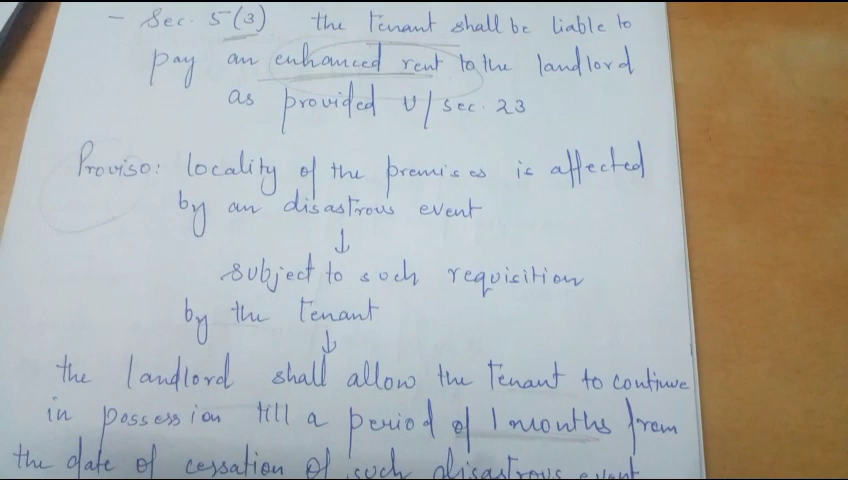 - Sec. 5(3) the tenant shall be liable to
pay an enhanced rent to the landlord
as provided U/sec. 23
Proviso: locality of the premises is affected
by an disastrous event
↓
subject to such requisition
by the tenant
↓
the landlord shall allow the tenant to continue
in possession till a period of 1 months from
the date of cessation of such disastrous event